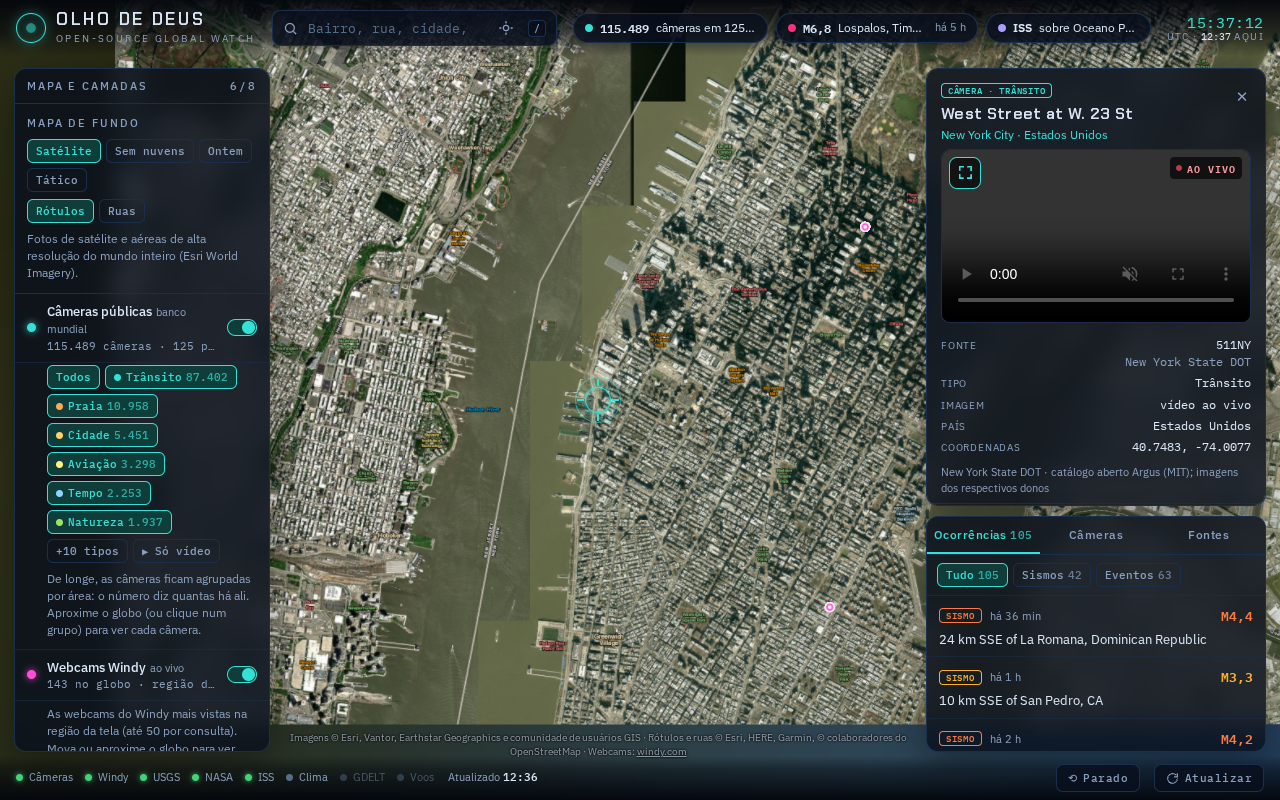 OLHO DE DEUS
OPEN-SOURCE GLOBAL WATCH
Bairro, rua, cidade,
/
115.489 câmeras em 125...
M6,8 Lospalos, Tim... há 5 h
ISS sobre Oceano P...
15:37:12
UTC · 12:37 AQUI
MAPA E CAMADAS 6/8
MAPA DE FUNDO
Satélite Sem nuvens Ontem
Tático
Rótulos Ruas
Fotos de satélite e aéreas de alta
resolução do mundo inteiro (Esri World
Imagery).
Câmeras públicas banco
mundial
115.489 câmeras · 125 p…
Todos Trânsito 87.402
Praia 10.958
Cidade 5.451
Aviação 3.298
Tempo 2.253
Natureza 1.937
+10 tipos ▶ Só vídeo
De longe, as câmeras ficam agrupadas
por área: o número diz quantas há ali.
Aproxime o globo (ou clique num
grupo) para ver cada câmera.
Webcams Windy ao vivo
143 no globo · região d…
As webcams do Windy mais vistas na
região da tela (até 50 por consulta).
Mova ou aproxime o globo para ver
CÂMERA · TRÂNSITO
West Street at W. 23 St
New York City · Estados Unidos
AO VIVO
0:00
FONTE 511NY
New York State DOT
TIPO Trânsito
IMAGEM vídeo ao vivo
PAÍS Estados Unidos
COORDENADAS 40.7483, -74.0077
New York State DOT · catálogo aberto Argus (MIT); imagens
dos respectivos donos
Ocorrências 105 Câmeras Fontes
Tudo 105 Sismos 42 Eventos 63
SISMO há 36 min M4,4
24 km SSE of La Romana, Dominican Republic
SISMO há 1 h M3,3
10 km SSE of San Pedro, CA
SISMO há 2 h M4,2
Imagens © Esri, Vantor, Earthstar Geographics e comunidade de usuários GIS · Rótulos e ruas © Esri, HERE, Garmin, © colaboradores do
OpenStreetMap · Webcams: windy.com
Câmeras Windy USGS NASA ISS Clima GDELT Voos Atualizado 12:36
Parado Atualizar